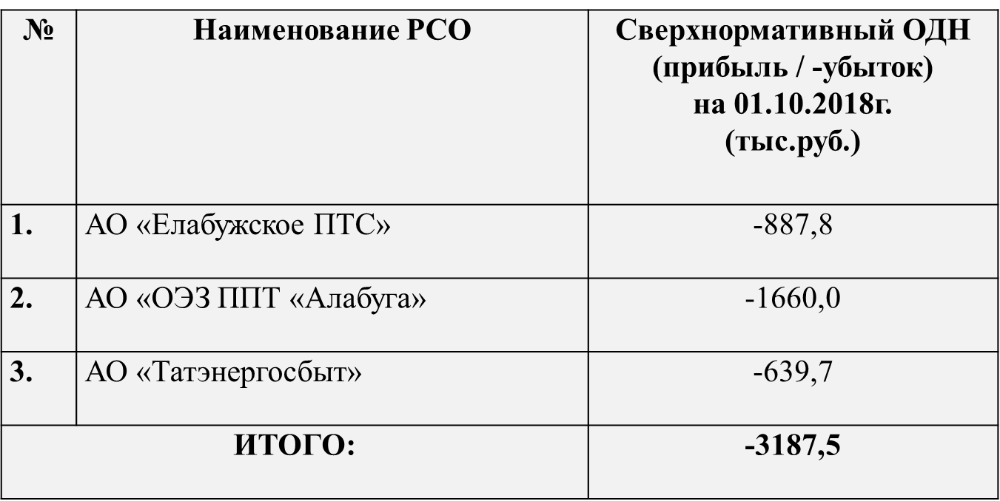 № Наименование РСО Сверхнормативный ОДН
(прибыль / -убыток)
на 01.10.2018г.
(тыс.руб.)
1. АО «Елабужское ПТС» -887,8
2. АО «ОЭЗ ППТ «Алабуга» -1660,0
3. АО «Татэнергосбыт» -639,7
ИТОГО: -3187,5